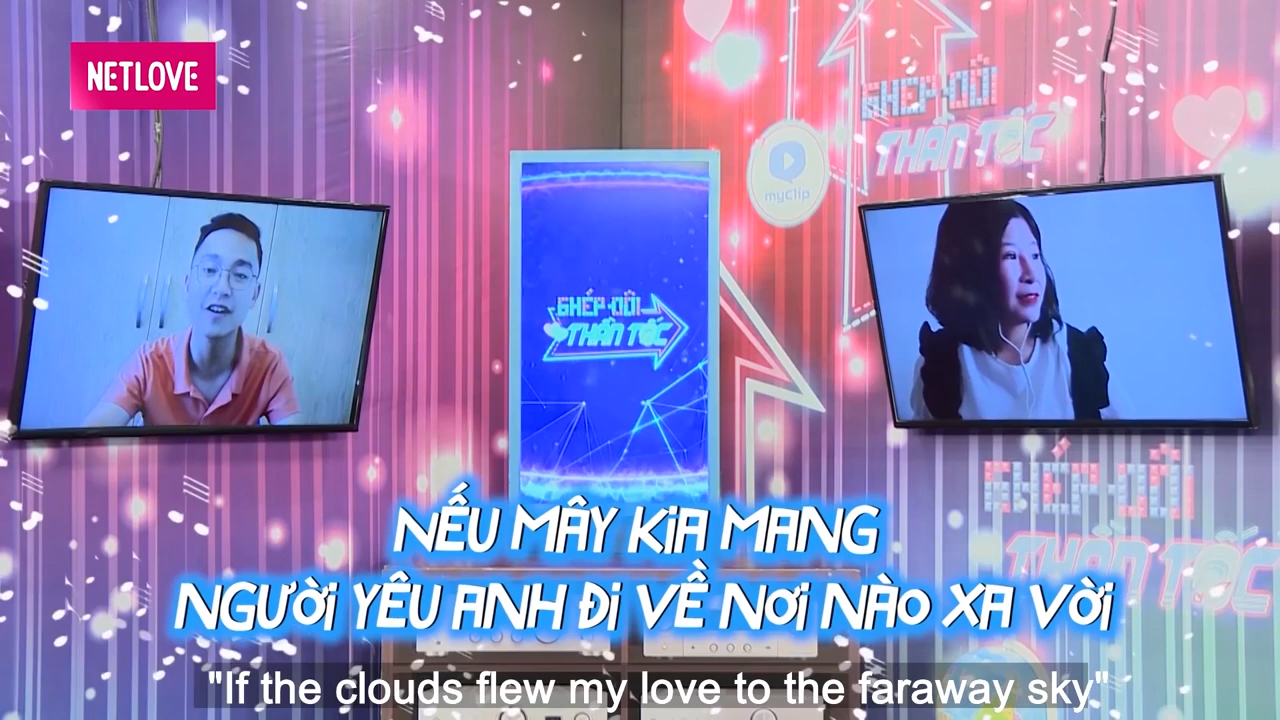 NETLOVE
GHÉP ĐÔI
THẦN TỐC
myClip
GHÉP ĐÔI
THẦN TỐC
GHÉP ĐÔI
THẦN TỐC
NẾU MÂY KIA MANG
NGƯỜI YÊU ANH ĐI VỀ NƠI NÀO XA VỜI
"If the clouds flew my love to the faraway sky"